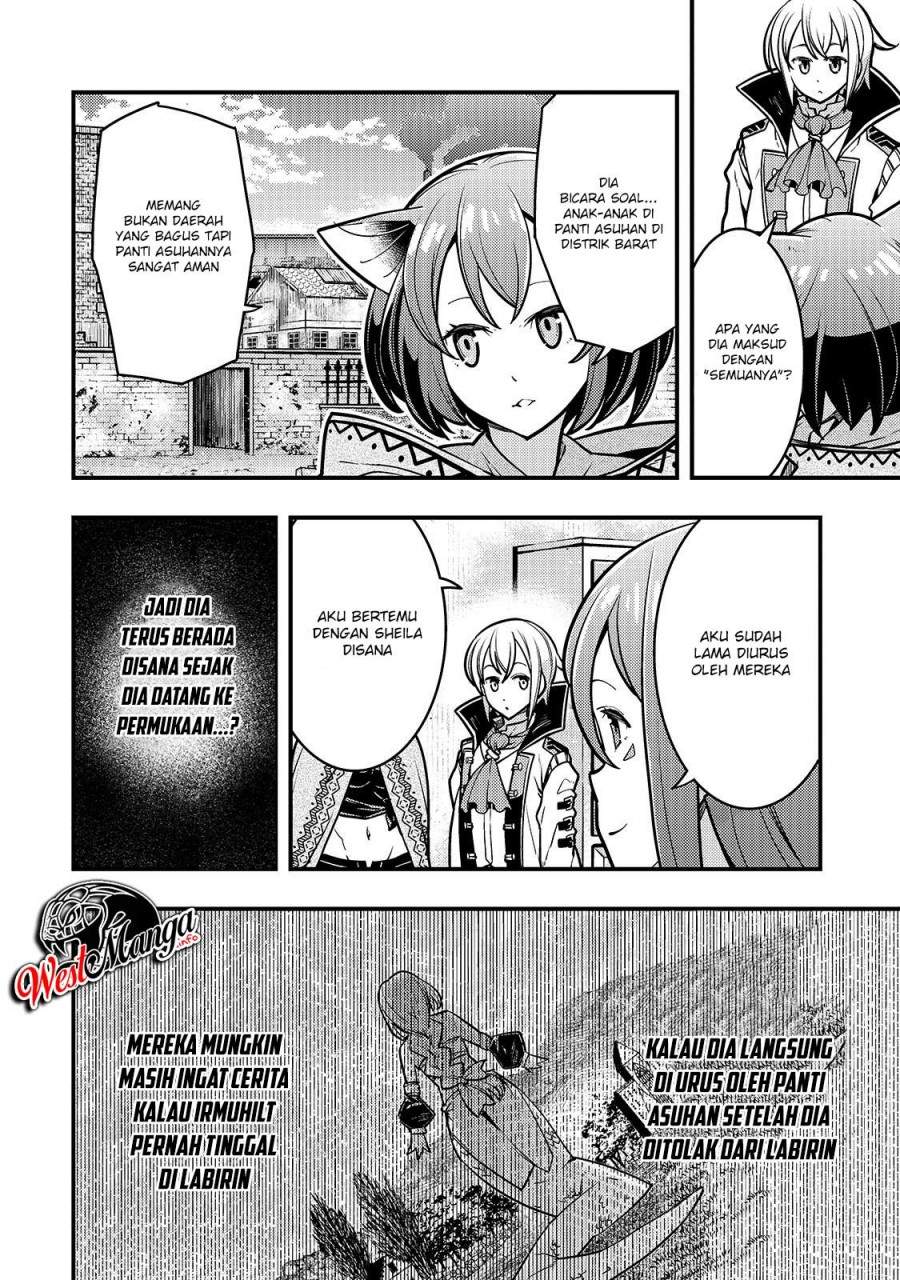 APA YANG
DIA MAKSUD
DENGAN
"SEMUANYA"?
DIA
BICARA SOAL...
ANAK-ANAK DI
PANTI ASUHAN DI
DISTRIK BARAT
MEMANG
BUKAN DAERAH
YANG BAGUS TAPI
PANTI ASUHANNYA
SANGAT AMAN
AKU SUDAH
LAMA DIURUS
OLEH MEREKA
AKU BERTEMU
DENGAN SHEILA
DISANA
JADI DIA
TERUS BERADA
DISANA SEJAK
DIA DATANG KE
PERMUKAAN...?
KALAU DIA LANGSUNG
DI URUS OLEH PANTI
ASUHAN SETELAH DIA
DITOLAK DARI LABIRIN
MEREKA MUNGKIN
MASIH INGAT CERITA
KALAU IRMUHILT
PERNAH TINGGAL
DI LABIRIN
WestManga
.info